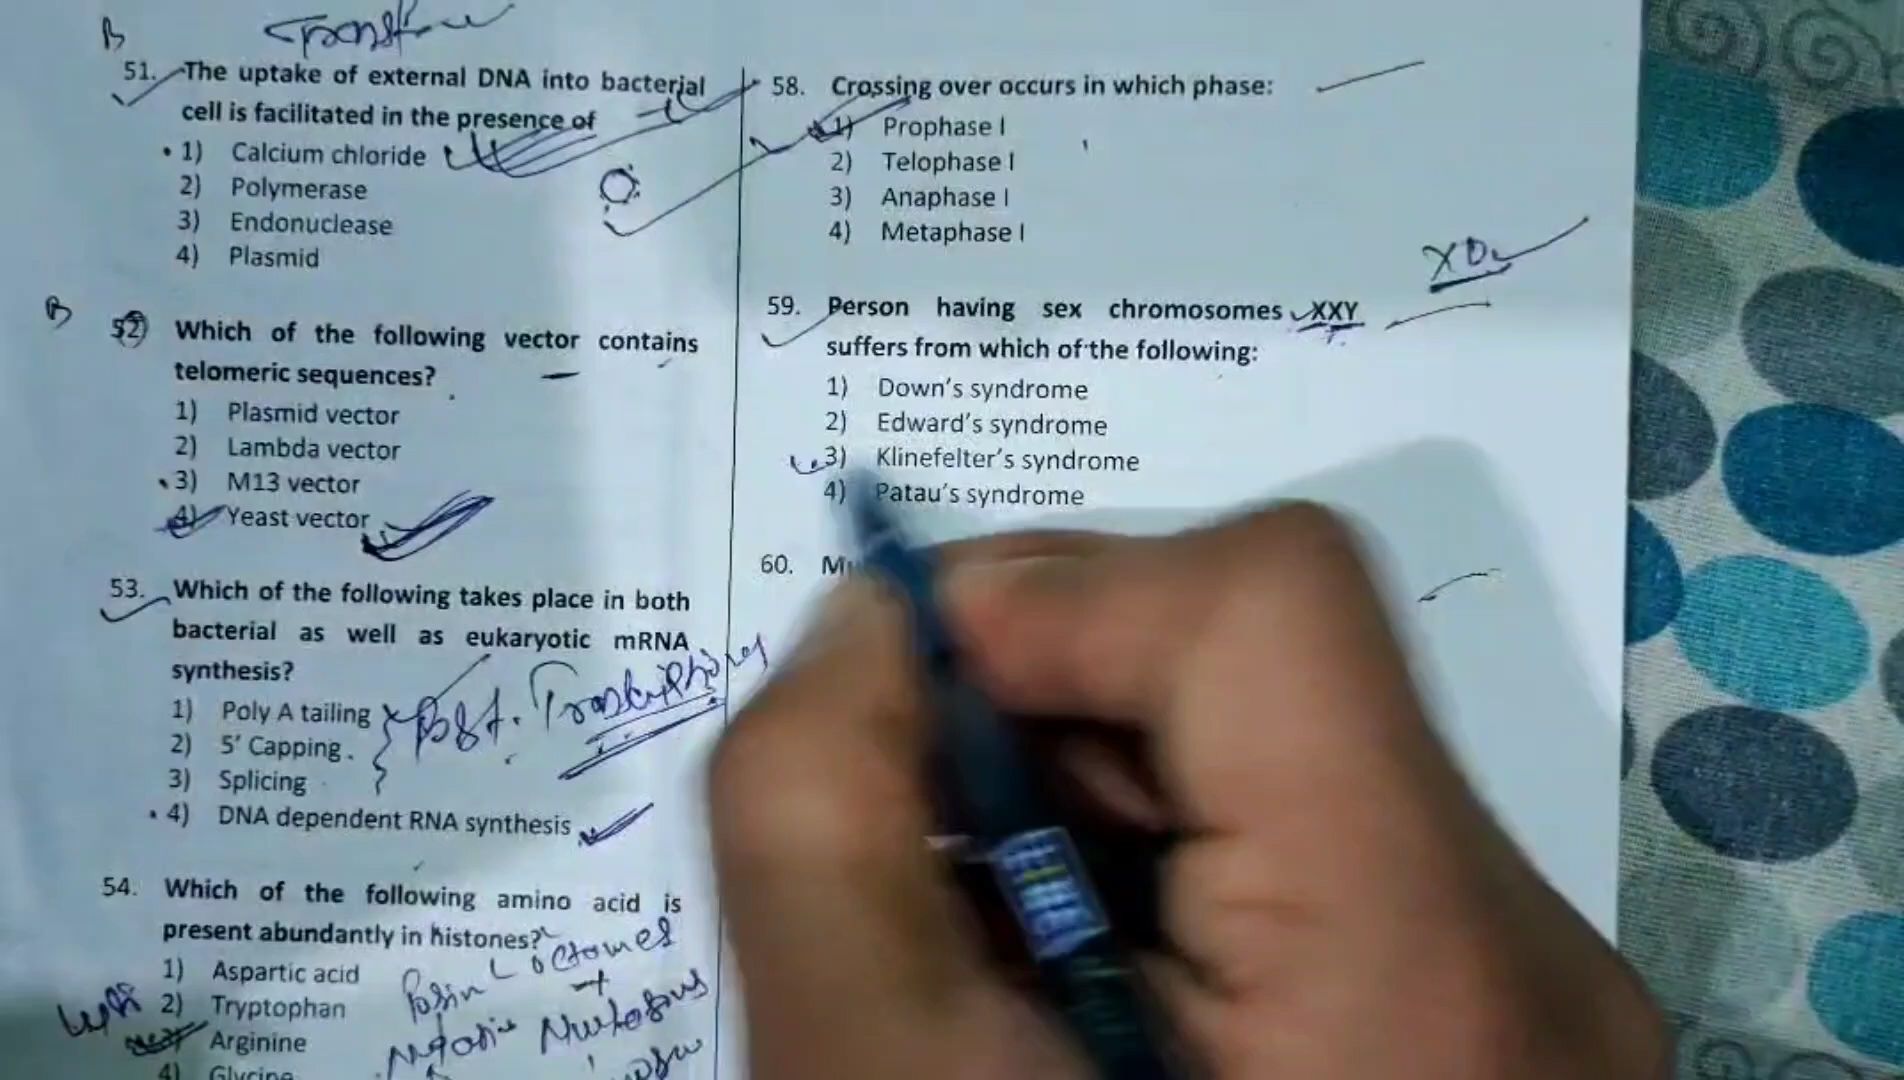 B
51. The uptake of external DNA into bacterial
cell is facilitated in the presence of
1) Calcium chloride
2) Polymerase
3) Endonuclease
4) Plasmid
B
52) Which of the following vector contains
telomeric sequences?
1) Plasmid vector
2) Lambda vector
3) M13 vector
4) Yeast vector
53. Which of the following takes place in both
bacterial as well as eukaryotic mRNA
synthesis?
1) Poly A tailing
2) 5' Capping
3) Splicing
4) DNA dependent RNA synthesis
54. Which of the following amino acid is
present abundantly in histones?
1) Aspartic acid
2) Tryptophan
Arginine
4) Glycine
58. Crossing over occurs in which phase:
1) Prophase I
2) Telophase I
3) Anaphase I
4) Metaphase I
XO
59. Person having sex chromosomes XXY
suffers from which of the following:
1) Down's syndrome
2) Edward's syndrome
3) Klinefelter's syndrome
4) Patau's syndrome
60.